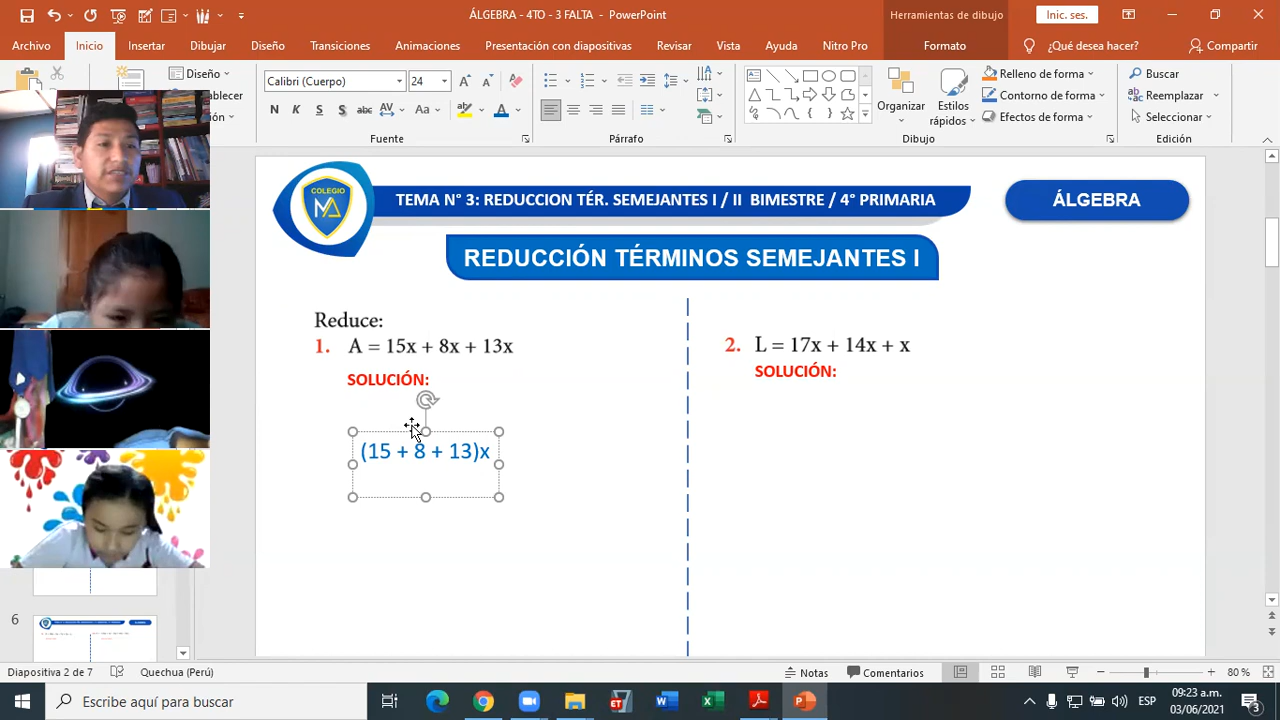 ÁLGEBRA - 4TO - 3 FALTA - PowerPoint
Herramientas de dibujo
Inic. ses.
Archivo Inicio Insertar Dibujar Diseño Transiciones Animaciones Presentación con diapositivas Revisar Vista Ayuda Nitro Pro Formato ¿Qué desea hacer? Compartir
Diseño
Calibri (Cuerpo) 24
N K S S ab AV Aa A
Organizar
Estilos rápidos
Relleno de forma
Contorno de forma
Efectos de forma
Buscar
Reemplazar
Seleccionar
Fuente Párrafo Dibujo Edición
COLEGIO
MA
TEMA N° 3: REDUCCION TÉR. SEMEJANTES I / II BIMESTRE / 4° PRIMARIA
ÁLGEBRA
REDUCCIÓN TÉRMINOS SEMEJANTES I
Reduce:
1. A = 15x + 8x + 13x
SOLUCIÓN:
(15 + 8 + 13)x
2. L = 17x + 14x + x
SOLUCIÓN:
6
Diapositiva 2 de 7 Quechua (Perú) Notas Comentarios 80 %
Escribe aquí para buscar
ESP
09:23 a.m.
03/06/2021
3